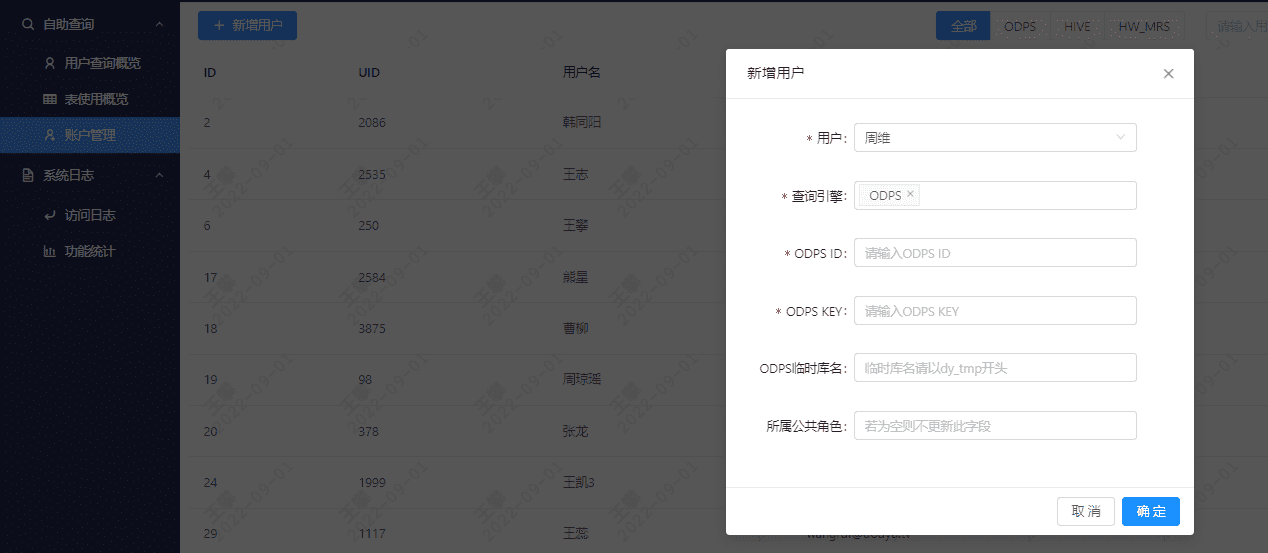 自助查询
用户查询概览
表使用概览
账户管理
系统日志
访问日志
功能统计
+ 新增用户
全部 ODPS HIVE HW_MRS 请输入用
ID UID 用户名
2 2086 韩同阳
4 2535 王志
6 250 王攀
17 2584 熊星
18 3875 曹柳
19 98 周琼瑶
20 378 张龙
24 1999 王凯3
29 1117 王蕊
新增用户
* 用户: 周维
* 查询引擎: ODPS
* ODPS ID: 请输入ODPS ID
* ODPS KEY: 请输入ODPS KEY
ODPS临时库名: 临时库名请以dy_tmp开头
所属公共角色: 若为空则不更新此字段
取消 确定
2022-09-01